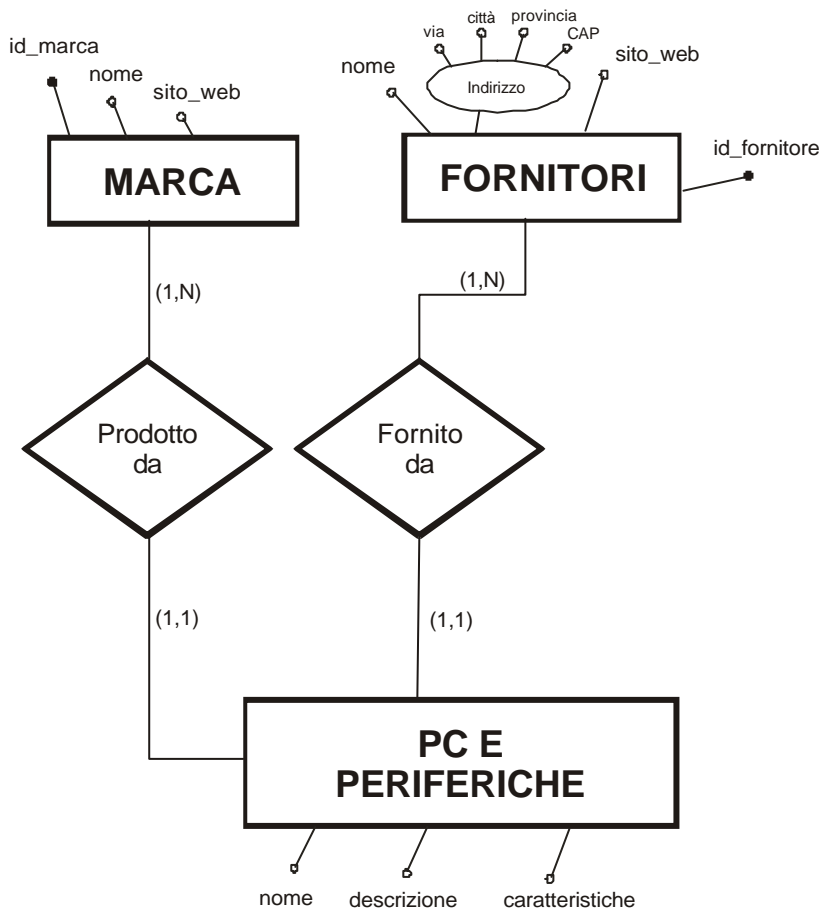 via
città
provincia
CAP
id_marca
nome
sito_web
nome
Indirizzo
sito_web
id_fornitore
MARCA
FORNITORI
(1,N)
(1,N)
Prodotto
da
Fornito
da
(1,1)
(1,1)
PC E
PERIFERICHE
nome
descrizione
caratteristiche